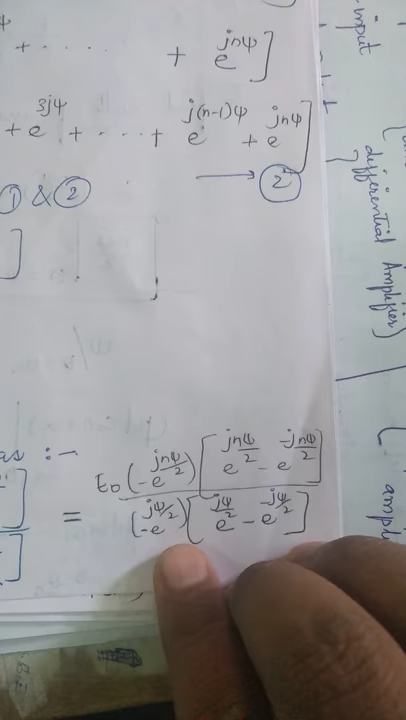 + ..... + e^{jnψ}]
+ e^{3jψ} + ... + e^{j(n-1)ψ} + e^{jnψ}]
→ ②
① & ②
]
as :-
= E₀ (-e^{jnψ/2}) [e^{jnψ/2} - e^{-jnψ/2}] / (-e^{jψ/2}) [e^{jψ/2} - e^{-jψ/2}]
input
differential Amplifier)